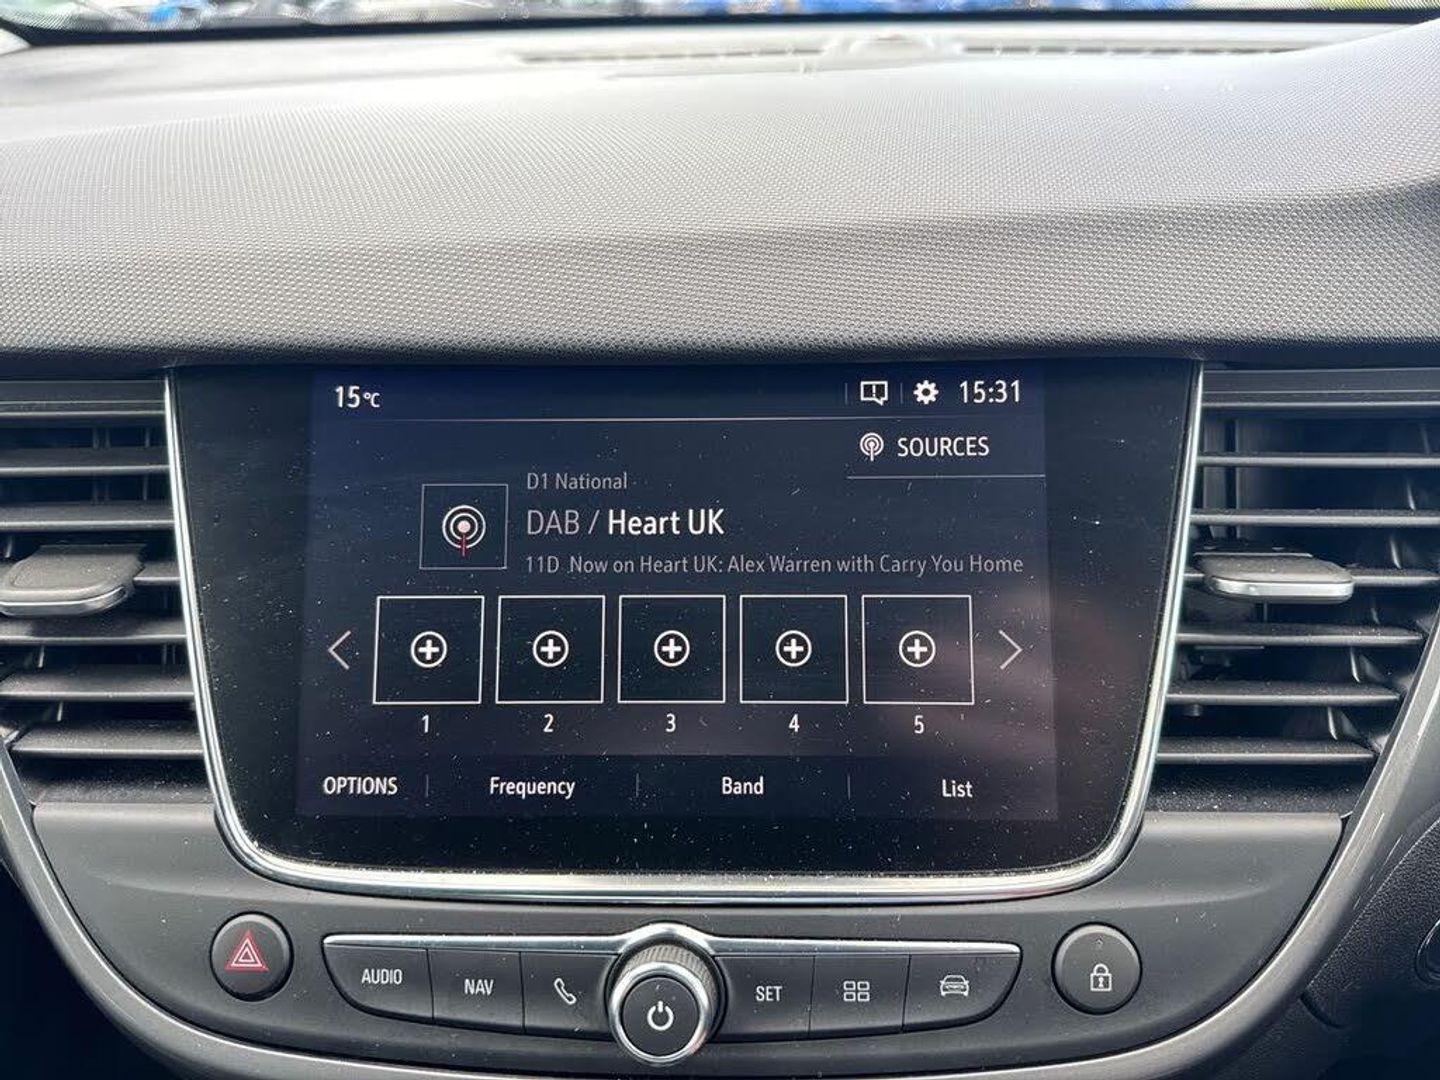 15°C
15:31
SOURCES
D1 National
DAB / Heart UK
11D Now on Heart UK: Alex Warren with Carry You Home
1 2 3 4 5
OPTIONS Frequency Band List
AUDIO NAV SET